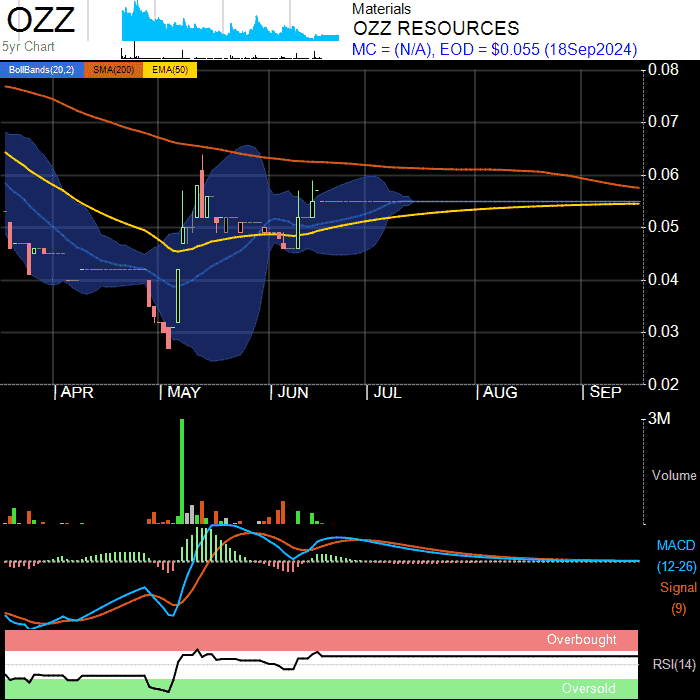 OZZ
5yr Chart
Materials
OZZ RESOURCES
MC = (N/A), EOD = $0.055 (18Sep2024)
BollBands(20,2) SMA(200) EMA(50)
0.08
0.07
0.06
0.05
0.04
0.03
0.02
APR MAY JUN JUL AUG SEP
3M
Volume
MACD
(12-26)
Signal
(9)
Overbought
RSI(14)
Oversold